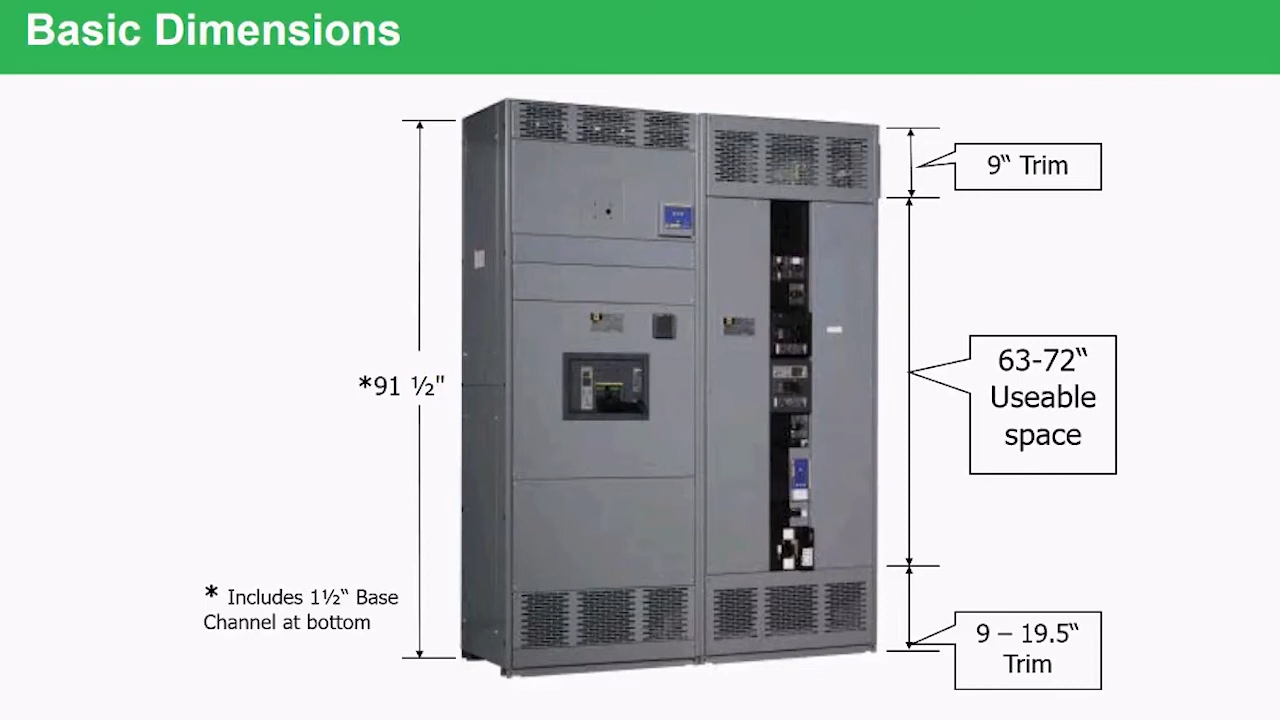 Basic Dimensions
9“ Trim
63-72“
Useable
space
*91 ½"
* Includes 1½“ Base
Channel at bottom
9 – 19.5“
Trim